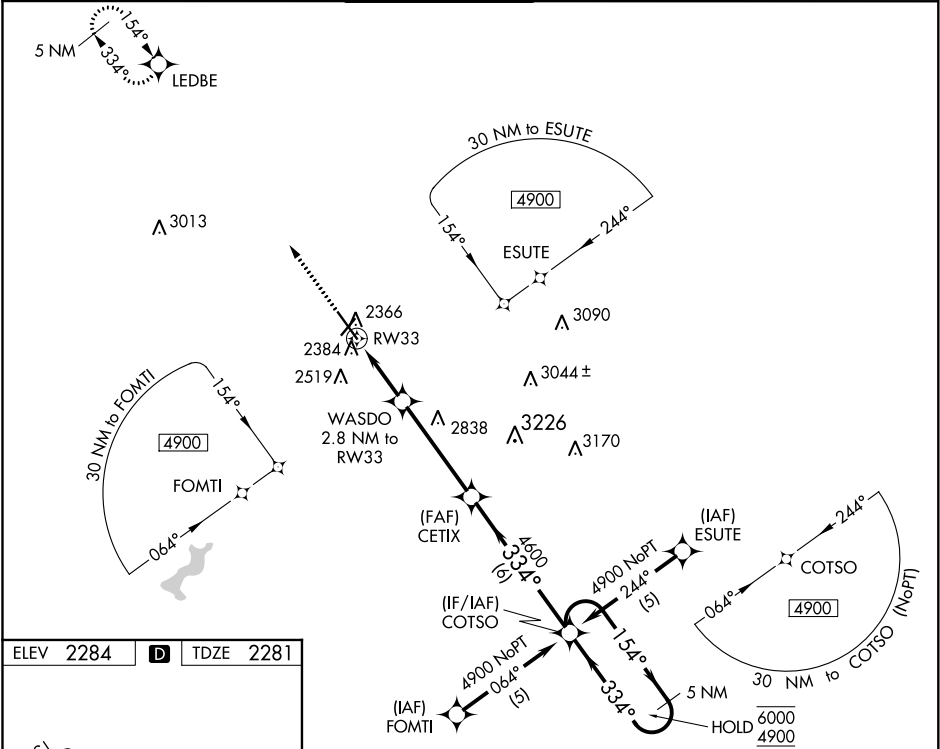 154°
5 NM
334°
LEDBE
30 NM to ESUTE
4900
154°
244°
ESUTE
3013
2366
RW33
2384
2519
3090
3044 ±
3226
3170
2838
WASDO
2.8 NM to
RW33
30 NM to FOMTI
154°
4900
FOMTI
064°
(FAF)
CETIX
4600
334°
(6)
(IAF)
ESUTE
4900 NoPT
244°
(5)
(IF/IAF)
COTSO
244°
COTSO
064°
4900
30 NM to COTSO (NoPT)
154°
334°
5 NM
HOLD
6000
4900
4900 NoPT
064°
(5)
(IAF)
FOMTI
ELEV 2284
D
TDZE 2281